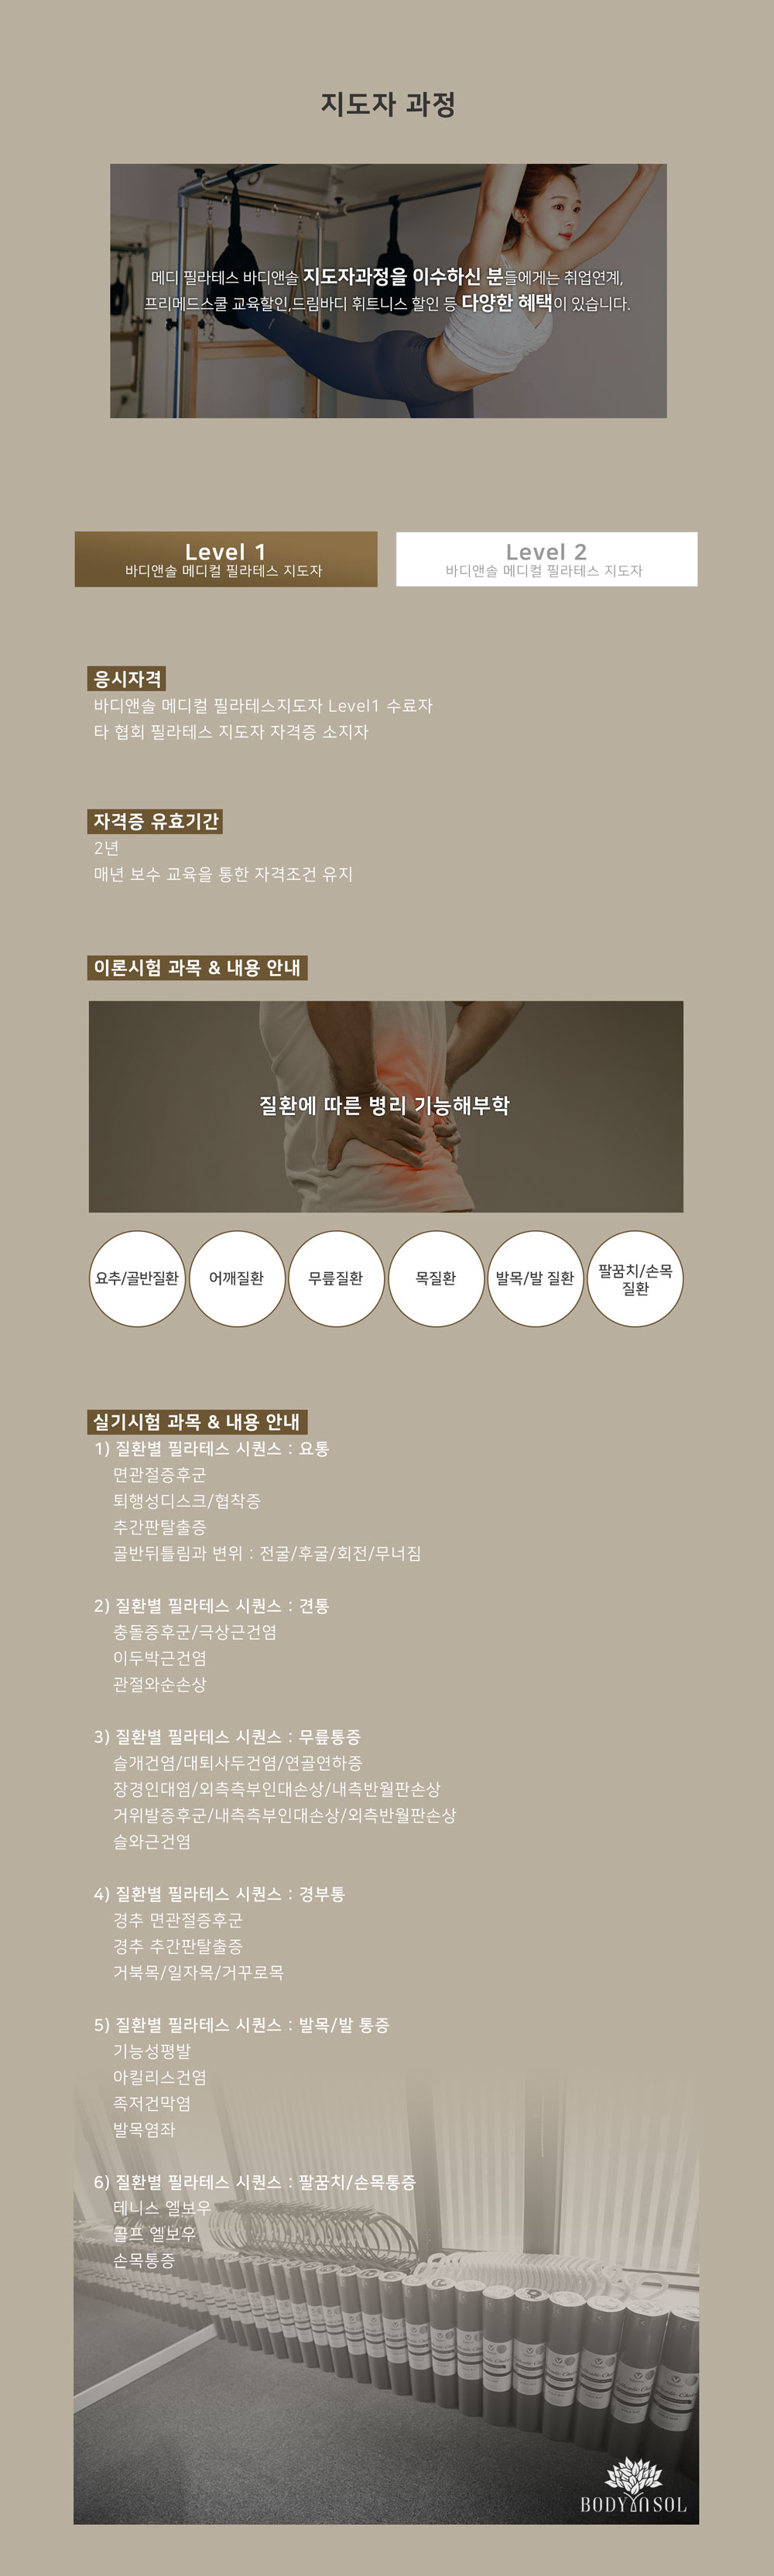 지도자 과정
메디 필라테스 바디앤솔 지도자과정을 이수하신 분들에게는 취업연계,
프리메드스쿨 교육할인,드림바디 휘트니스 할인 등 다양한 혜택이 있습니다.
Level 1
바디앤솔 메디컬 필라테스 지도자
Level 2
바디앤솔 메디컬 필라테스 지도자
응시자격
바디앤솔 메디컬 필라테스지도자 Level1 수료자
타 협회 필라테스 지도자 자격증 소지자
자격증 유효기간
2년
매년 보수 교육을 통한 자격조건 유지
이론시험 과목 & 내용 안내
질환에 따른 병리 기능해부학
요추/골반질환
어깨질환
무릎질환
목질환
발목/발 질환
팔꿈치/손목
질환
실기시험 과목 & 내용 안내
1) 질환별 필라테스 시퀀스 : 요통
면관절증후군
퇴행성디스크/협착증
추간판탈출증
골반뒤틀림과 변위 : 전굴/후굴/회전/무너짐
2) 질환별 필라테스 시퀀스 : 견통
충돌증후군/극상근건염
이두박근건염
관절와순손상
3) 질환별 필라테스 시퀀스 : 무릎통증
슬개건염/대퇴사두건염/연골연하증
장경인대염/외측측부인대손상/내측반월판손상
거위발증후군/내측측부인대손상/외측반월판손상
슬와근건염
4) 질환별 필라테스 시퀀스 : 경부통
경추 면관절증후군
경추 추간판탈출증
거북목/일자목/거꾸로목
5) 질환별 필라테스 시퀀스 : 발목/발 통증
기능성평발
아킬리스건염
족저건막염
발목염좌
6) 질환별 필라테스 시퀀스 : 팔꿈치/손목통증
테니스 엘보우
골프 엘보우
손목통증
BODY IN SOL